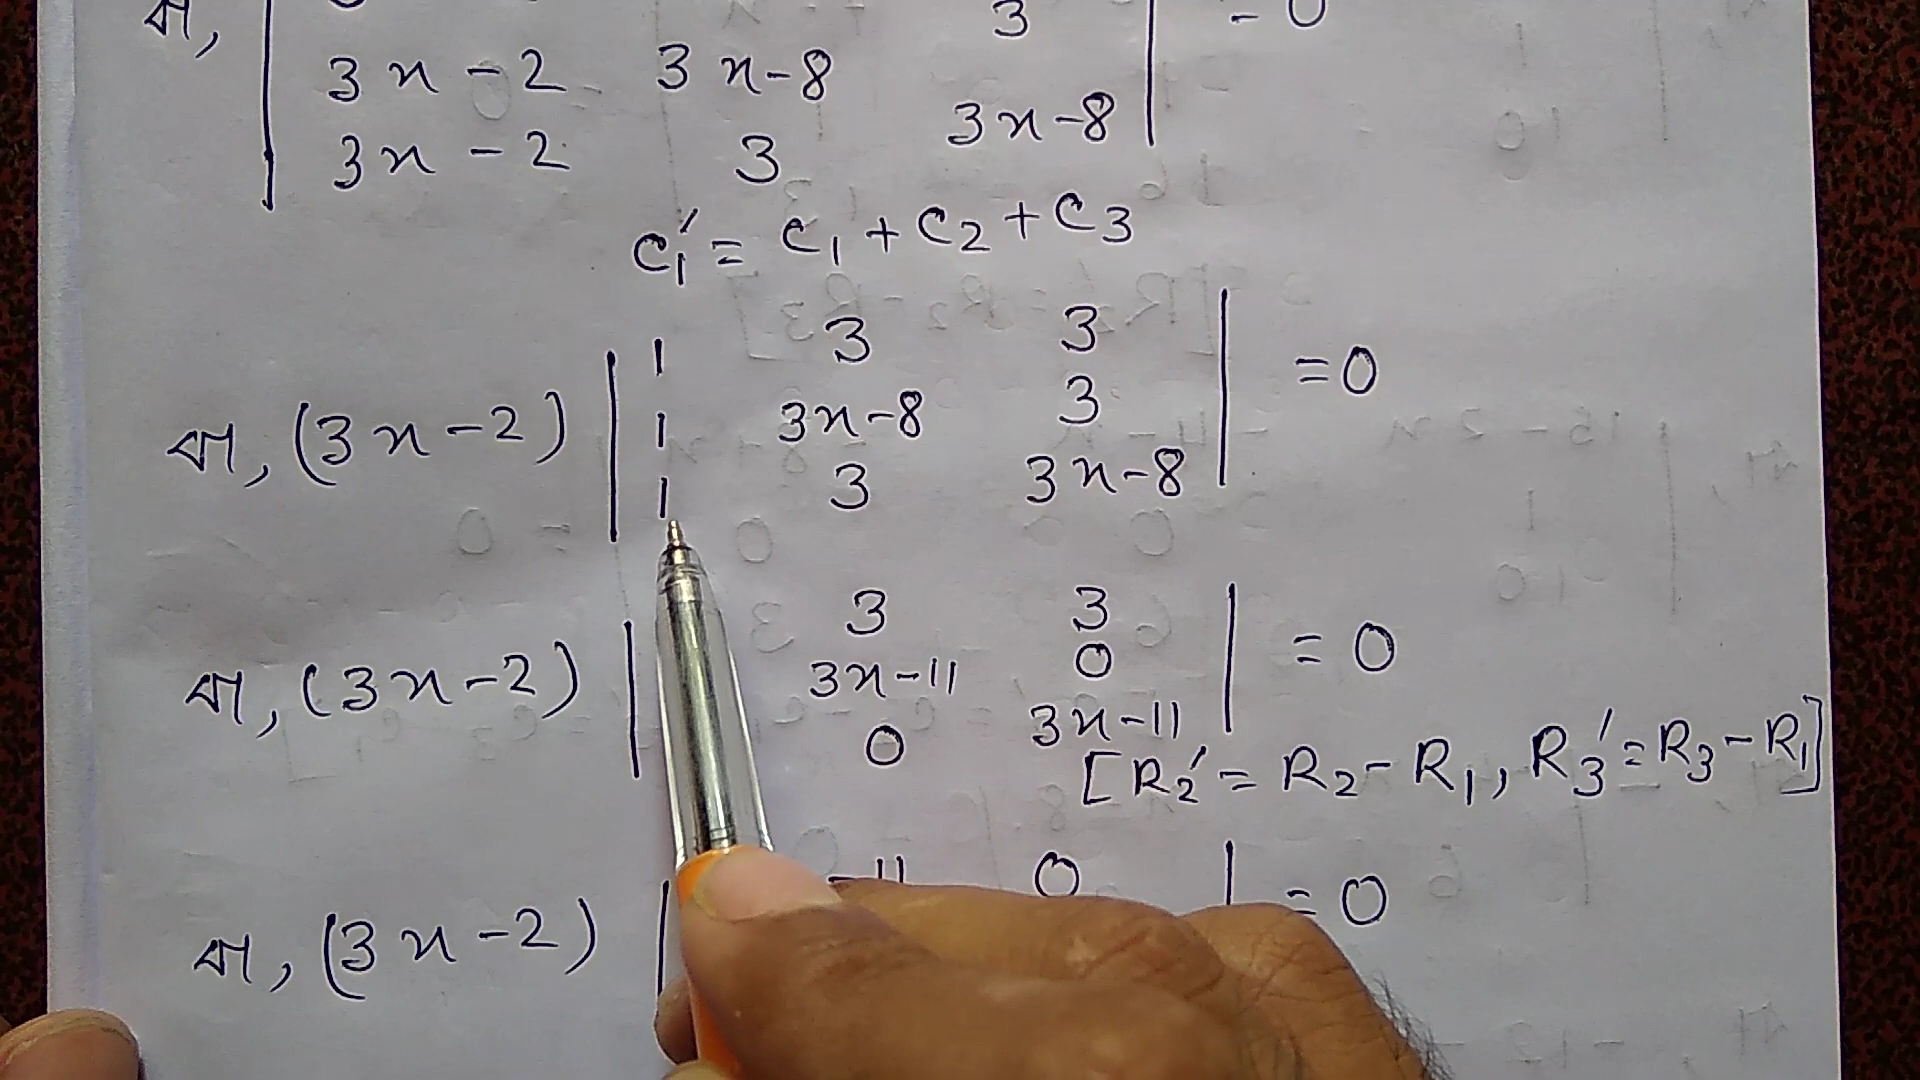 বা, 3
3x - 2 3x-8 = 0
3x - 2 3 3x-8
C₁′ = C₁ + C₂ + C₃
1 3 3
বা, (3x-2) 1 3x-8 3 =0
1 3 3x-8
3 3
বা, (3x-2) 3x-11 0 = 0
0 3x-11
[R₂′ = R₂ - R₁, R₃′ = R₃ - R₁]
বা, (3x-2) -11 0 = 0